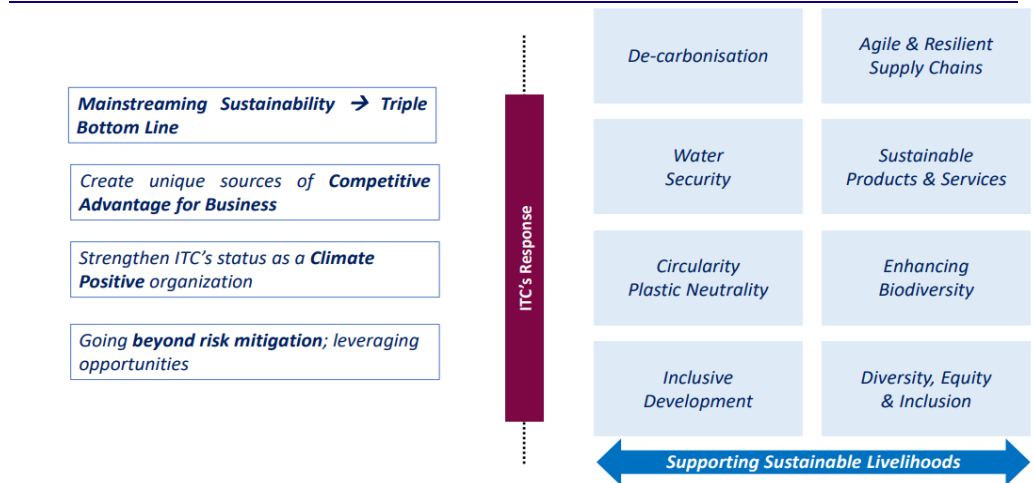 Mainstreaming Sustainability → Triple
Bottom Line
Create unique sources of Competitive
Advantage for Business
Strengthen ITC's status as a Climate
Positive organization
Going beyond risk mitigation; leveraging
opportunities
ITC's Response
De-carbonisation
Agile & Resilient
Supply Chains
Water
Security
Sustainable
Products & Services
Circularity
Plastic Neutrality
Enhancing
Biodiversity
Inclusive
Development
Diversity, Equity
& Inclusion
Supporting Sustainable Livelihoods